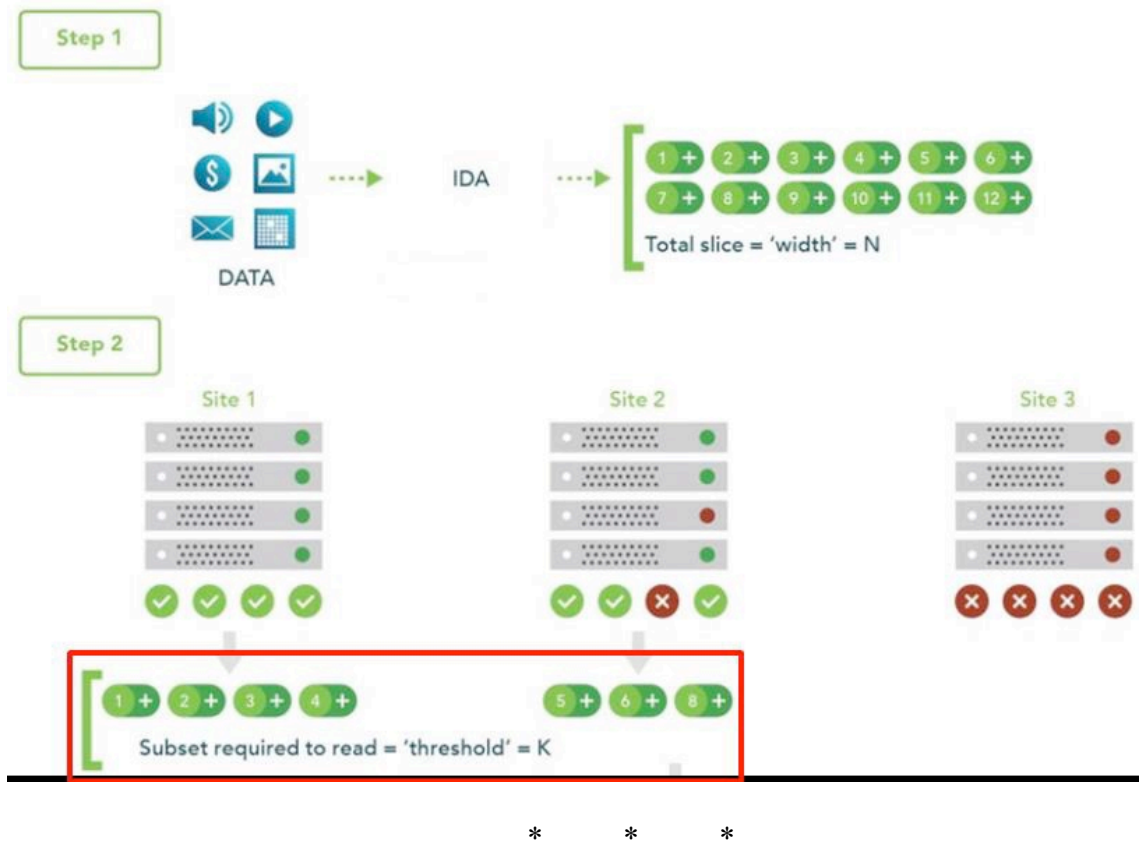 Step 1
1 + 2 + 3 + 4 + 5 + 6 +
IDA
7 + 8 + 9 + 10 + 11 + 12 +
Total slice = 'width' = N
DATA
Step 2
Site 1 Site 2 Site 3
1 + 2 + 3 + 4 + 5 + 6 + 8 +
Subset required to read = 'threshold' = K
* * *